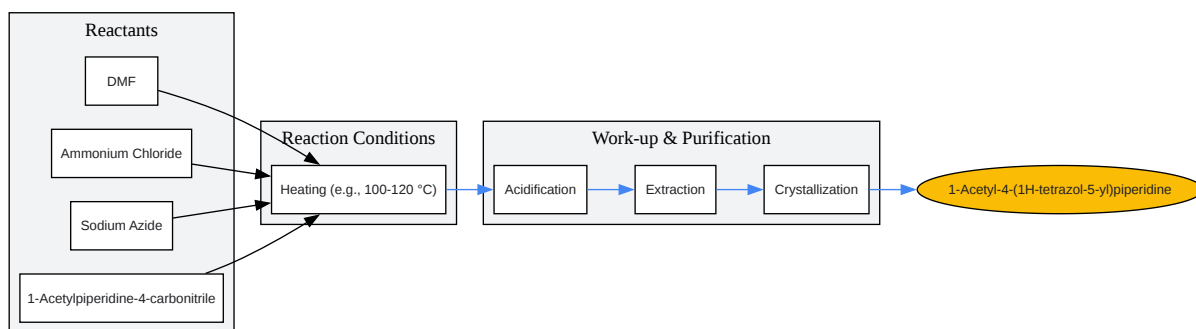 Reactants
DMF
Ammonium Chloride
Sodium Azide
1-Acetylpiperidine-4-carbonitrile
Reaction Conditions
Heating (e.g., 100-120 °C)
Work-up & Purification
Acidification
Extraction
Crystallization
1-Acetyl-4-(1H-tetrazol-5-yl)piperidine